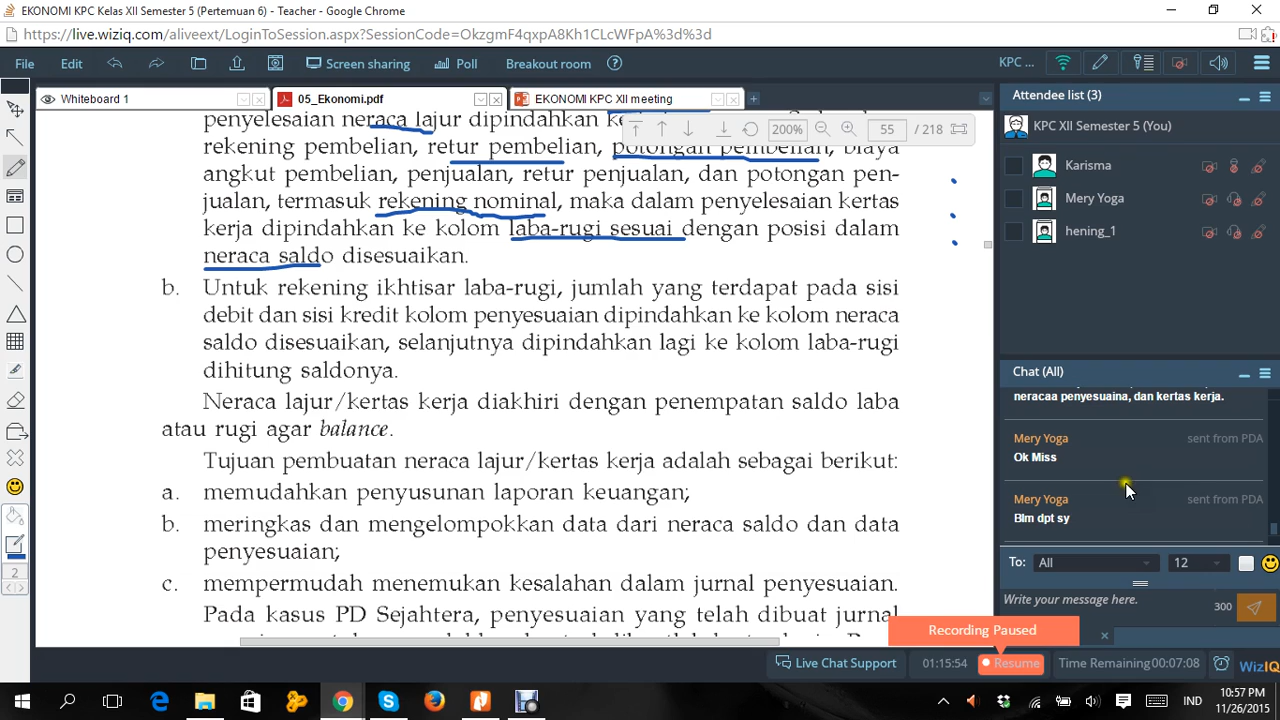 EKONOMI KPC Kelas XII Semester 5 (Pertemuan 6) - Teacher - Google Chrome
https://live.wiziq.com/aliveext/LoginToSession.aspx?SessionCode=OkzgmF4qxpA8Kh1CLcWFpA%3d%3d
File Edit Screen sharing Poll Breakout room KPC ...
Whiteboard 1 05_Ekonomi.pdf EKONOMI KPC XII meeting
200% 55 / 218
penyelesaian neraca lajur dipindahkan
rekening pembelian, retur pembelian, potongan pembelian, biaya
angkut pembelian, penjualan, retur penjualan, dan potongan pen-
jualan, termasuk rekening nominal, maka dalam penyelesaian kertas
kerja dipindahkan ke kolom laba-rugi sesuai dengan posisi dalam
neraca saldo disesuaikan.
b. Untuk rekening ikhtisar laba-rugi, jumlah yang terdapat pada sisi
debit dan sisi kredit kolom penyesuaian dipindahkan ke kolom neraca
saldo disesuaikan, selanjutnya dipindahkan lagi ke kolom laba-rugi
dihitung saldonya.
Neraca lajur/kertas kerja diakhiri dengan penempatan saldo laba
atau rugi agar balance.
Tujuan pembuatan neraca lajur/kertas kerja adalah sebagai berikut:
a. memudahkan penyusunan laporan keuangan;
b. meringkas dan mengelompokkan data dari neraca saldo dan data
penyesuaian;
c. mempermudah menemukan kesalahan dalam jurnal penyesuaian.
Pada kasus PD Sejahtera, penyesuaian yang telah dibuat jurnal
2
Attendee list (3)
KPC XII Semester 5 (You)
Karisma
Mery Yoga
hening_1
Chat (All)
neracaa penyesuaina, dan kertas kerja.
Mery Yoga sent from PDA
Ok Miss
Mery Yoga sent from PDA
Blm dpt sy
To: All 12
Write your message here. 300
Recording Paused
Live Chat Support 01:15:54 Resume Time Remaining 00:07:08 WizIQ
IND 10:57 PM
11/26/2015